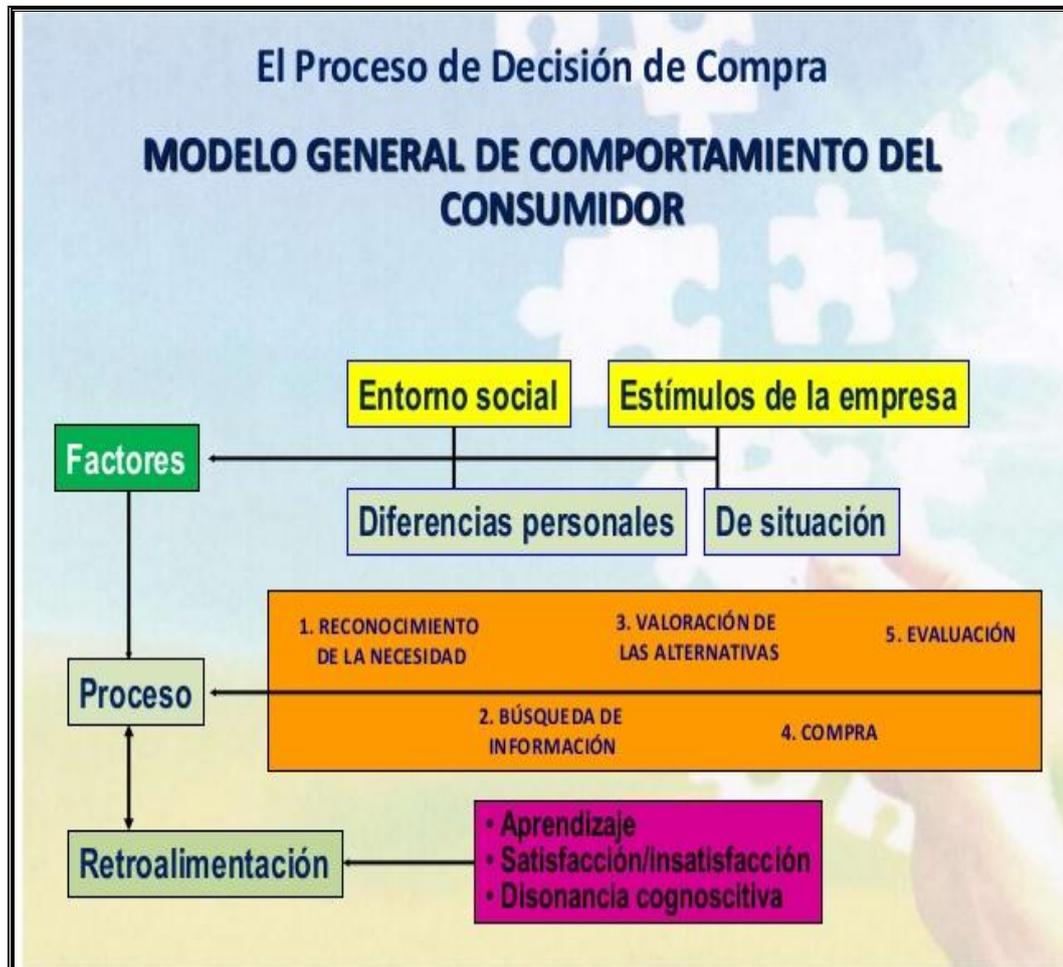 El Proceso de Decisión de Compra
MODELO GENERAL DE COMPORTAMIENTO DEL
CONSUMIDOR
Entorno social
Estímulos de la empresa
Factores
Diferencias personales
De situación
1. RECONOCIMIENTO
DE LA NECESIDAD
3. VALORACIÓN DE
LAS ALTERNATIVAS
5. EVALUACIÓN
Proceso
2. BÚSQUEDA DE
INFORMACIÓN
4. COMPRA
Retroalimentación
• Aprendizaje
• Satisfacción/insatisfacción
• Disonancia cognoscitiva